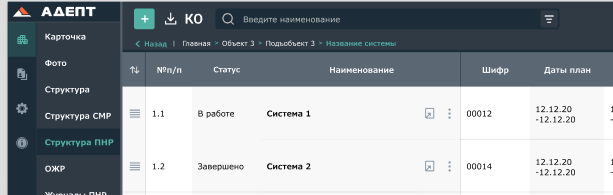 АДЕПТ
КО
Введите наименование
Назад | Главная > Объект 3 > Подъобъект 3 > Название системы
Карточка
Фото
Структура
Структура СМР
Структура ПНР
ОЖР
Журналы ПНР
№п/п Статус Наименование Шифр Даты план
1.1 В работе Система 1 00012 12.12.20
-12.12.20
1.2 Завершено Система 2 00014 12.12.20
-12.12.20